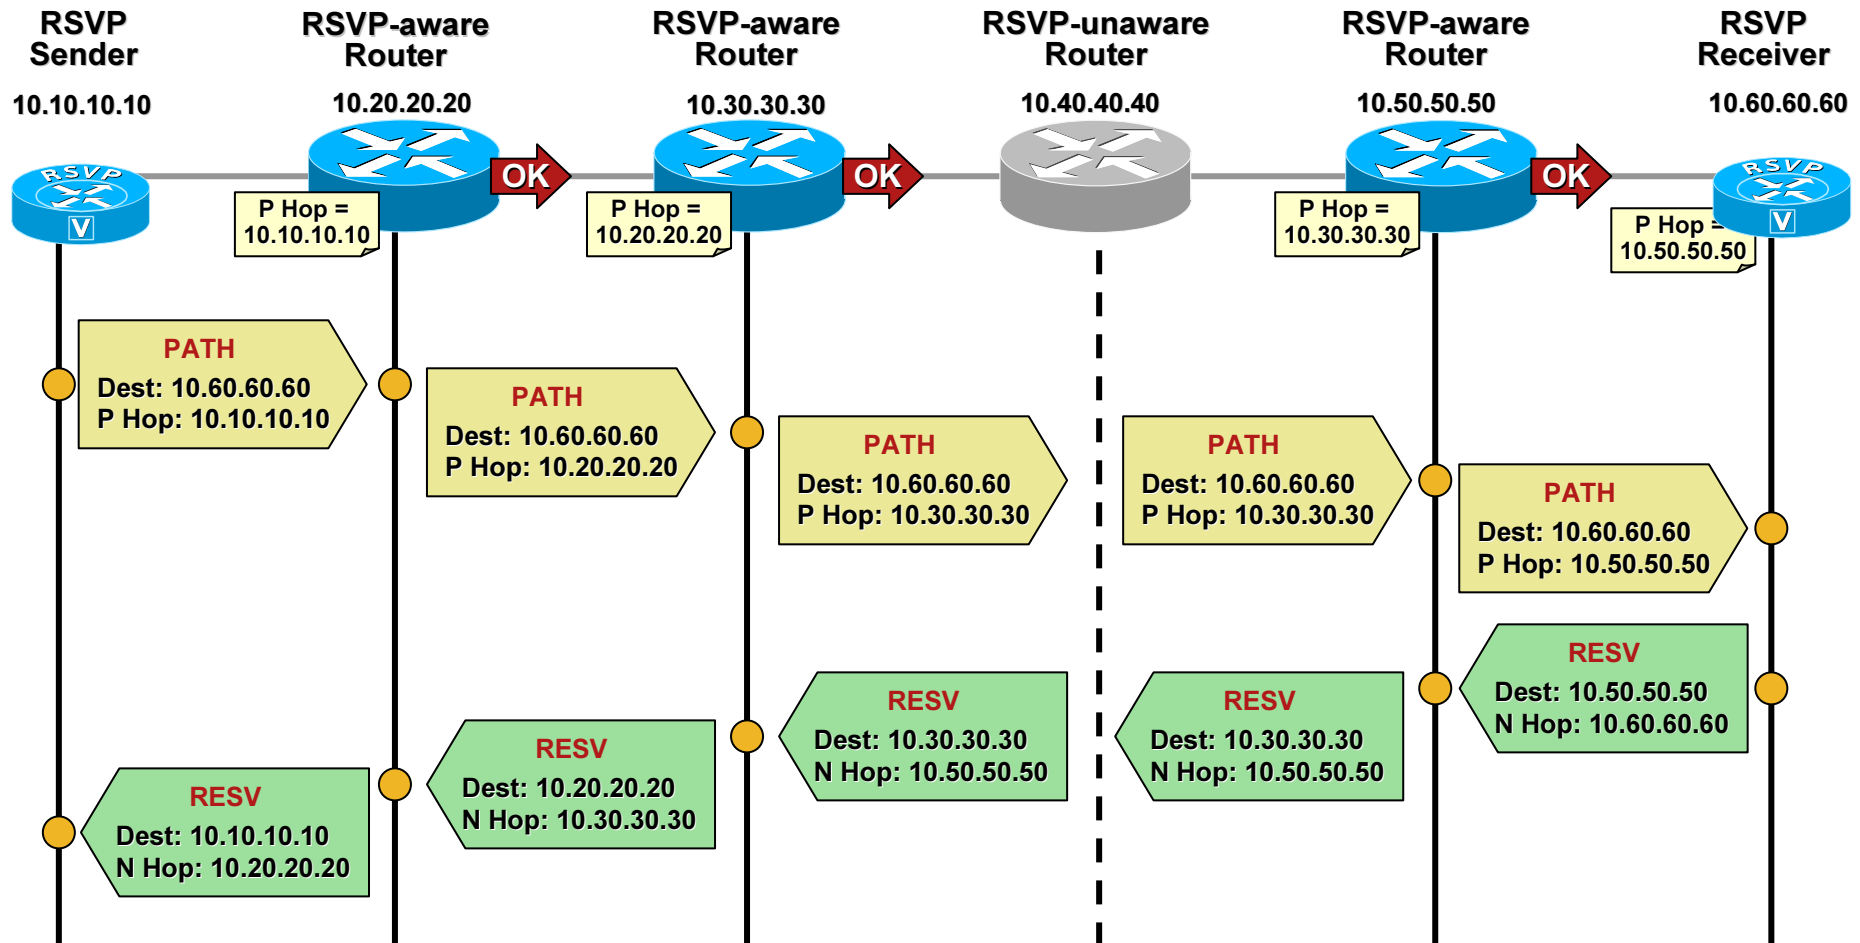 RSVP
Sender
10.10.10.10
RSVP-aware
Router
10.20.20.20
RSVP-aware
Router
10.30.30.30
RSVP-unaware
Router
10.40.40.40
RSVP-aware
Router
10.50.50.50
RSVP
Receiver
10.60.60.60
RSVP
V
OK
OK
OK
RSVP
V
P Hop =
10.10.10.10
P Hop =
10.20.20.20
P Hop =
10.30.30.30
P Hop =
10.50.50.50
PATH
Dest: 10.60.60.60
P Hop: 10.10.10.10
PATH
Dest: 10.60.60.60
P Hop: 10.20.20.20
PATH
Dest: 10.60.60.60
P Hop: 10.30.30.30
PATH
Dest: 10.60.60.60
P Hop: 10.30.30.30
PATH
Dest: 10.60.60.60
P Hop: 10.50.50.50
RESV
Dest: 10.50.50.50
N Hop: 10.60.60.60
RESV
Dest: 10.30.30.30
N Hop: 10.50.50.50
RESV
Dest: 10.30.30.30
N Hop: 10.50.50.50
RESV
Dest: 10.20.20.20
N Hop: 10.30.30.30
RESV
Dest: 10.10.10.10
N Hop: 10.20.20.20